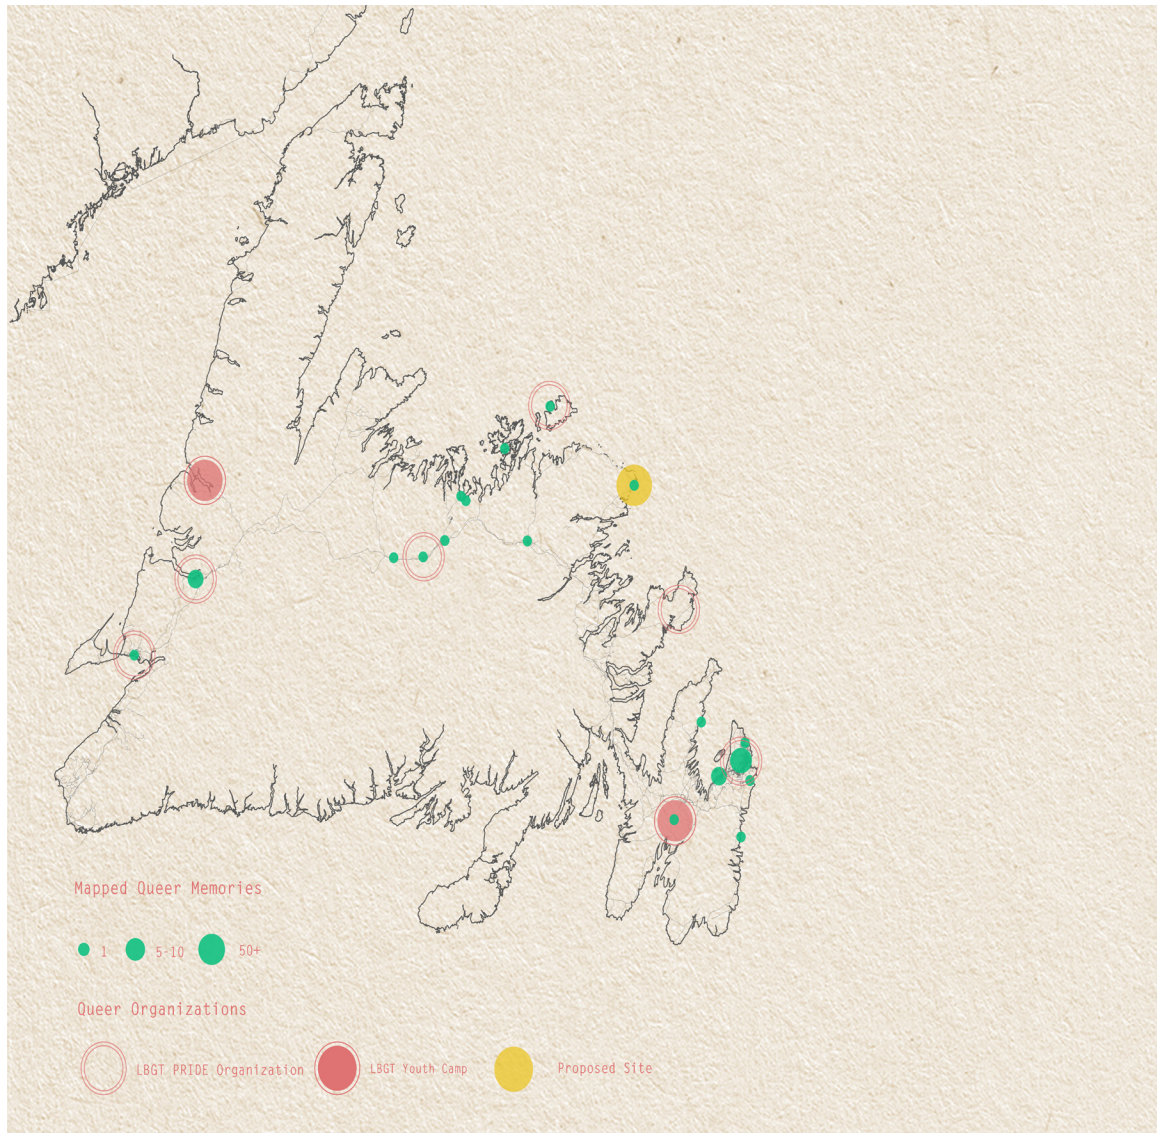 Mapped Queer Memories
1
5-10
50+
Queer Organizations
LBGT PRIDE Organization
LBGT Youth Camp
Proposed Site